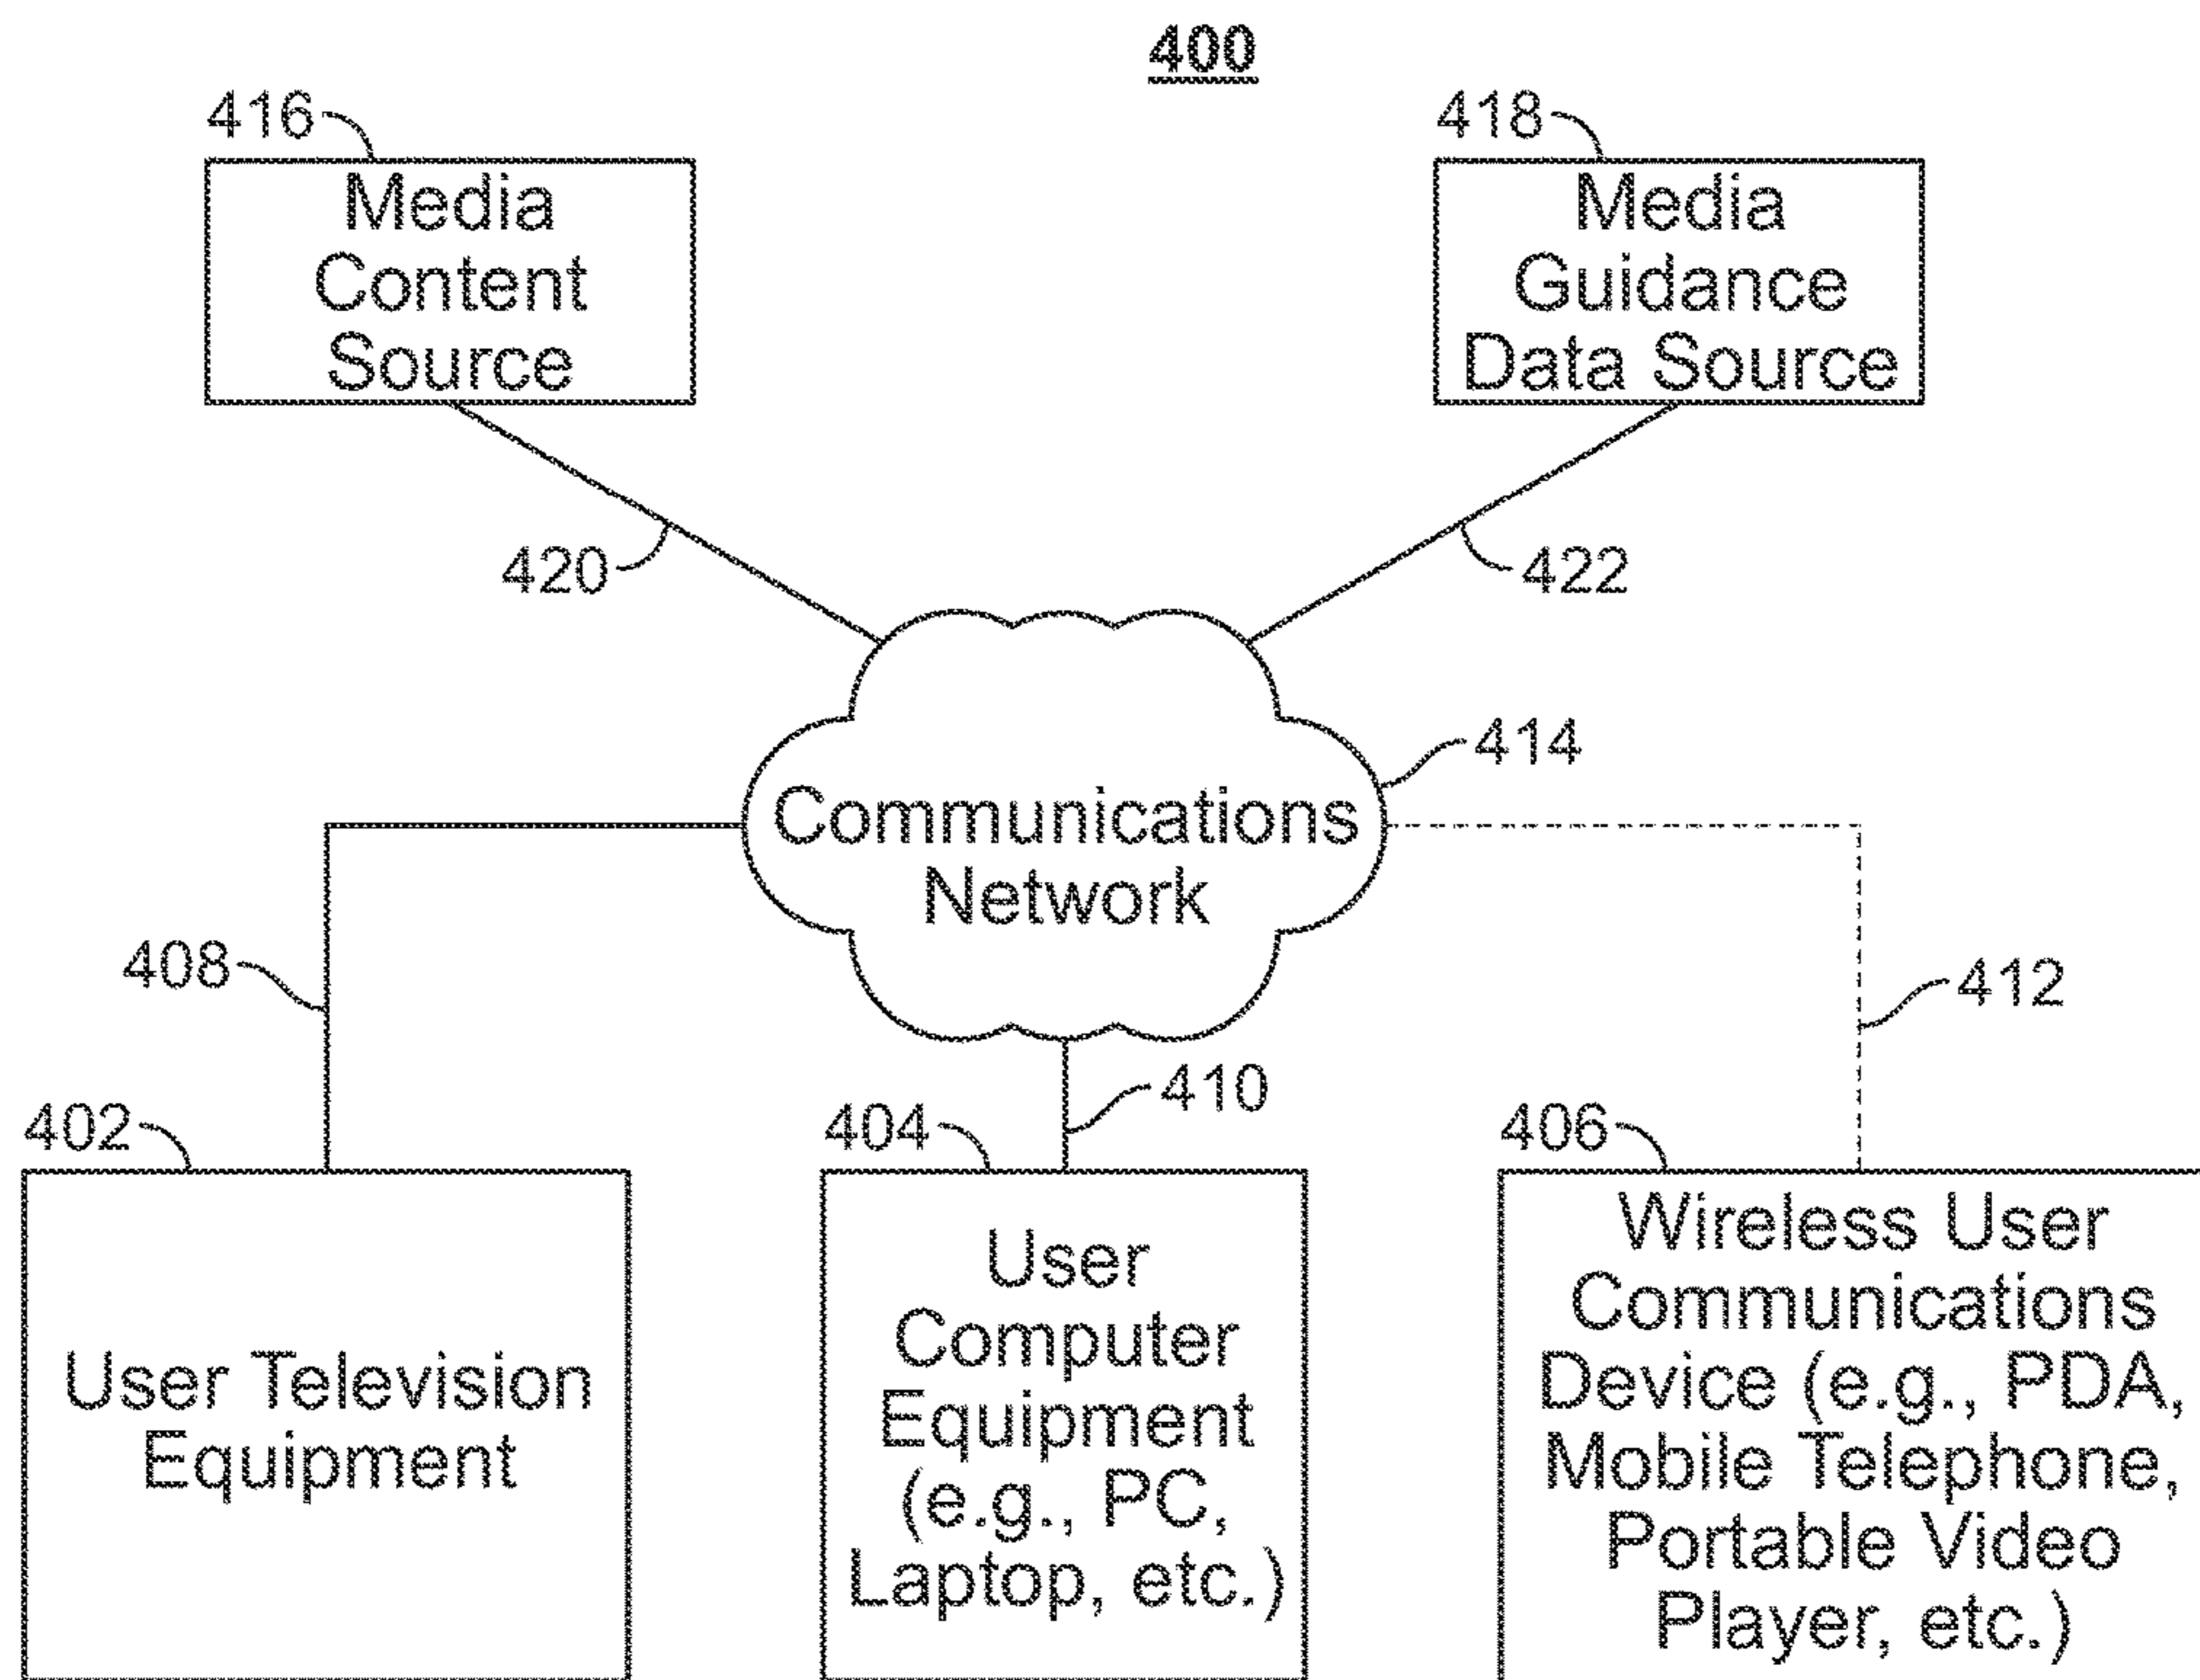 400
416
Media
Content
Source
418
Media
Guidance
Data Source
420
422
414
Communications
Network
408
412
410
402
User Television
Equipment
404
User
Computer
Equipment
(e.g., PC,
Laptop, etc.)
406
Wireless User
Communications
Device (e.g., PDA,
Mobile Telephone,
Portable Video
Player, etc.)